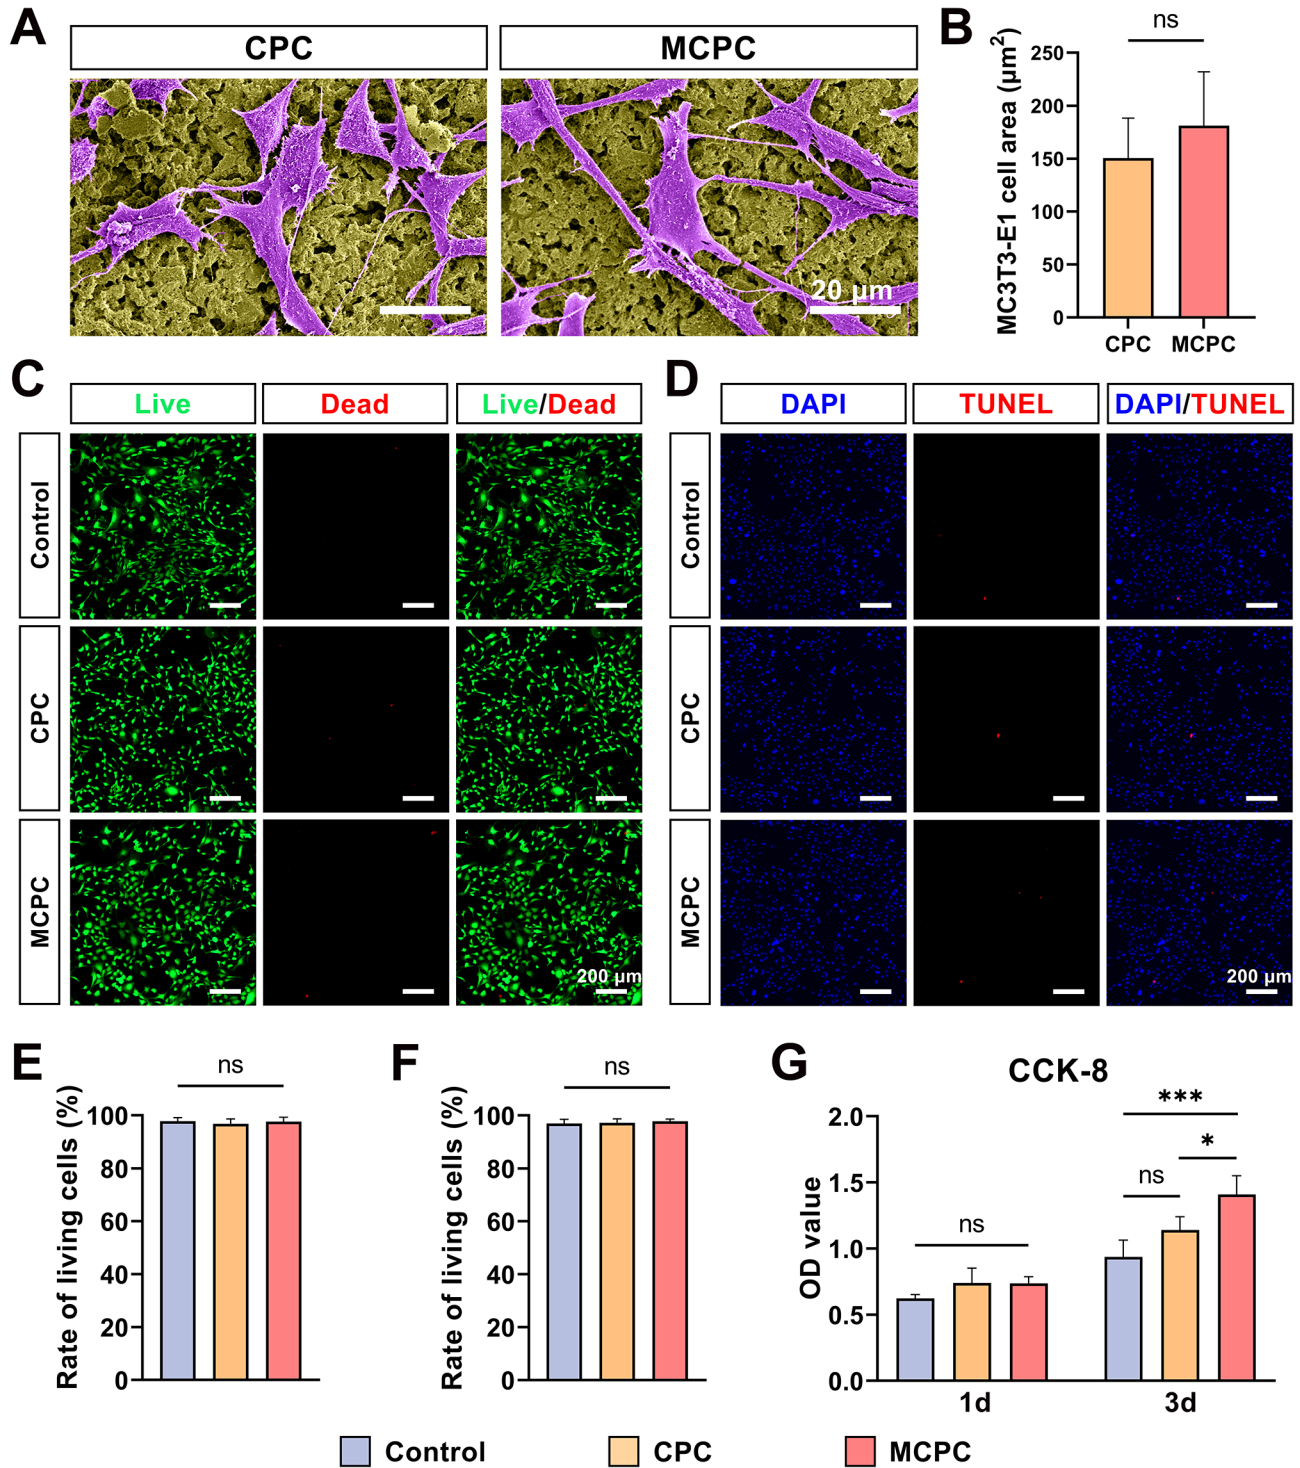 A
CPC
MCPC
20 μm
B
ns
MC3T3-E1 cell area (μm²)
250
200
150
100
50
0
CPC
MCPC
C
Live
Dead
Live/Dead
Control
CPC
MCPC
200 μm
D
DAPI
TUNEL
DAPI/TUNEL
Control
CPC
MCPC
200 μm
E
ns
Rate of living cells (%)
100
80
60
40
20
0
F
ns
Rate of living cells (%)
100
80
60
40
20
0
G
CCK-8
OD value
2.0
1.5
1.0
0.5
0.0
ns
ns
*
***
1d
3d
Control
CPC
MCPC